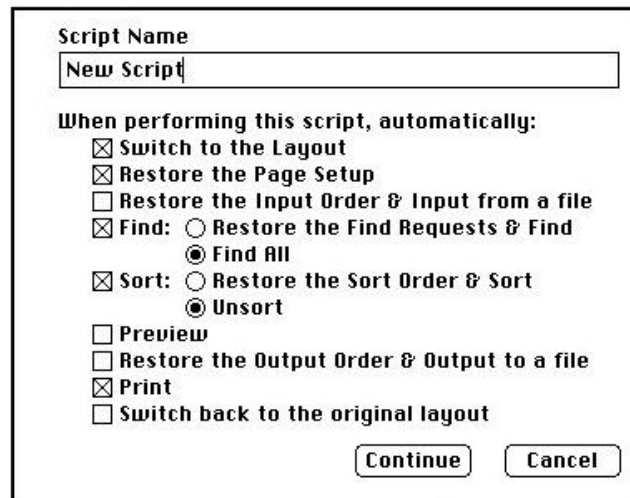 Script Name
New Script
When performing this script, automatically:
Switch to the Layout
Restore the Page Setup
Restore the Input Order & Input from a file
Find: Restore the Find Requests & Find
Find All
Sort: Restore the Sort Order & Sort
Unsort
Preview
Restore the Output Order & Output to a file
Print
Switch back to the original layout
Continue Cancel